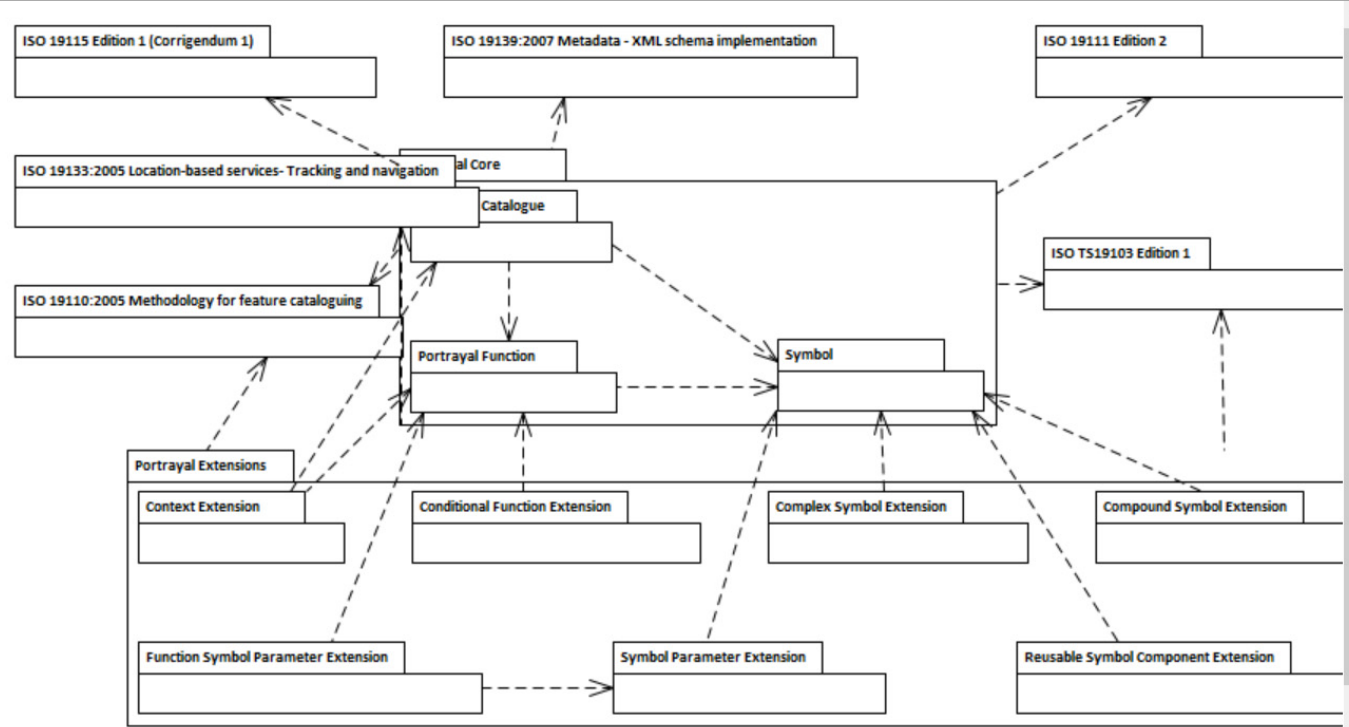 ISO 19115 Edition 1 (Corrigendum 1)
ISO 19139:2007 Metadata - XML schema implementation
ISO 19111 Edition 2
ISO 19133:2005 Location-based services- Tracking and navigation
al Core
Catalogue
ISO TS19103 Edition 1
ISO 19110:2005 Methodology for feature cataloguing
Portrayal Function
Symbol
Portrayal Extensions
Context Extension
Conditional Function Extension
Complex Symbol Extension
Compound Symbol Extension
Function Symbol Parameter Extension
Symbol Parameter Extension
Reusable Symbol Component Extension